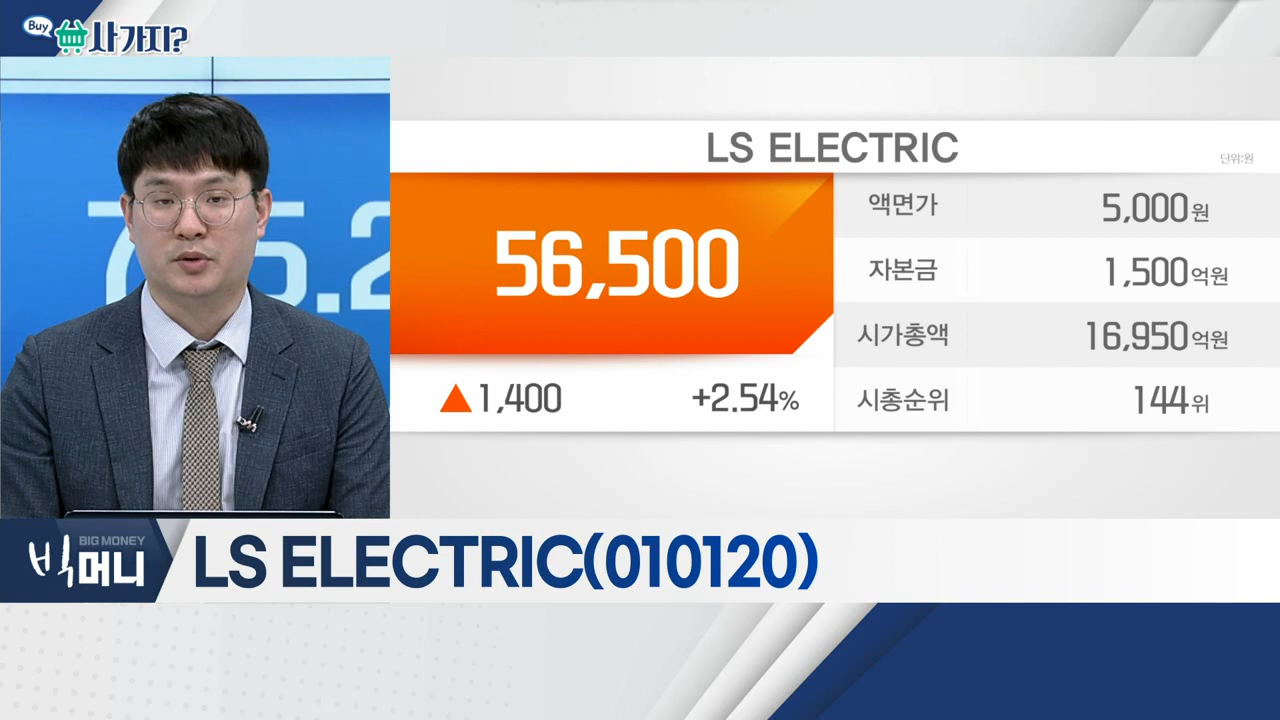 Buy
사가지?
LS ELECTRIC
단위:원
56,500
▲1,400 +2.54%
액면가 5,000원
자본금 1,500억원
시가총액 16,950억원
시총순위 144위
BIG MONEY
빅머니
LS ELECTRIC(010120)